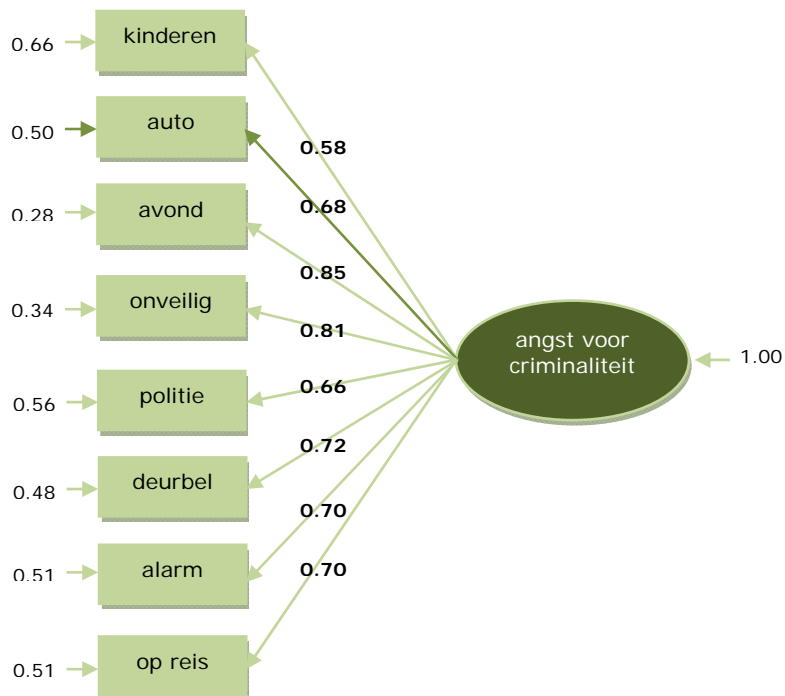 kinderen
0.66
auto
0.50
0.58
avond
0.28
0.68
0.85
onveilig
0.34
0.81
angst voor
criminaliteit
1.00
politie
0.56
0.66
deurbel
0.48
0.72
0.70
alarm
0.51
0.70
op reis
0.51